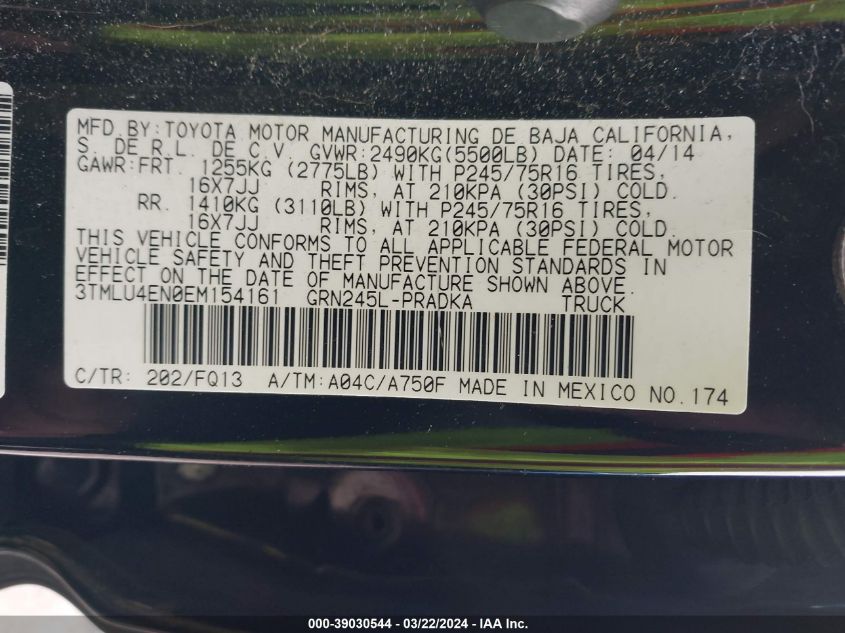 MFD. BY: TOYOTA MOTOR MANUFACTURING DE BAJA CALIFORNIA,
S. DE R.L. DE C.V. GVWR:2490KG(5500LB) DATE: 04/14
GAWR:FRT. 1255KG (2775LB) WITH P245/75R16 TIRES,
16X7JJ RIMS, AT 210KPA (30PSI) COLD.
RR. 1410KG (3110LB) WITH P245/75R16 TIRES,
16X7JJ RIMS, AT 210KPA (30PSI) COLD.
THIS VEHICLE CONFORMS TO ALL APPLICABLE FEDERAL MOTOR
VEHICLE SAFETY AND THEFT PREVENTION STANDARDS IN
EFFECT ON THE DATE OF MANUFACTURE SHOWN ABOVE.
3TMLU4EN0EM154161 GRN245L-PRADKA TRUCK
C/TR: 202/FQ13 A/TM:A04C/A750F MADE IN MEXICO NO.174
000-39030544 - 03/22/2024 - IAA Inc.